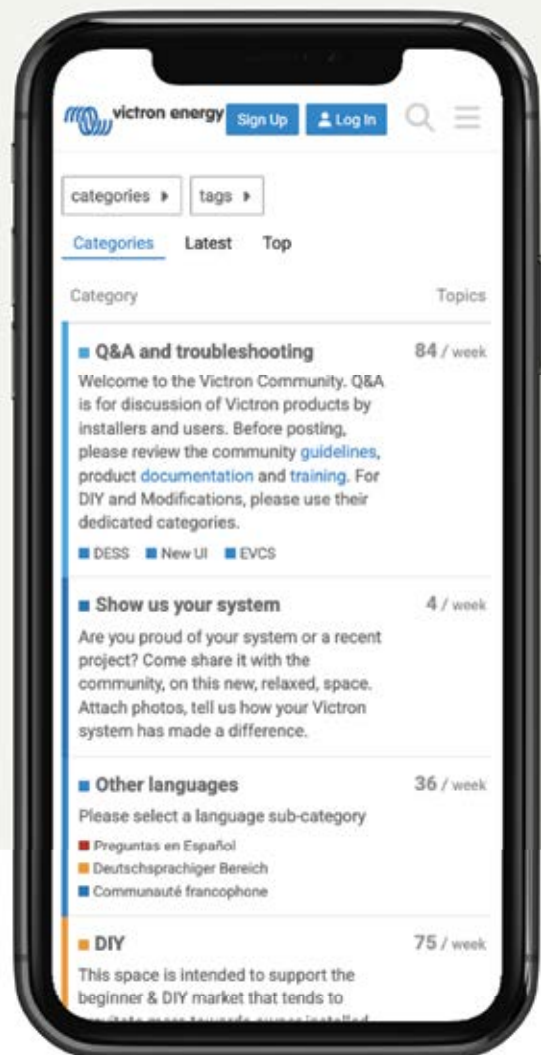 victron energy Sign Up Log In
categories tags
Categories Latest Top
Category Topics
Q&A and troubleshooting 84 / week
Welcome to the Victron Community. Q&A
is for discussion of Victron products by
installers and users. Before posting,
please review the community guidelines,
product documentation and training. For
DIY and Modifications, please use their
dedicated categories.
DESS New UI EVCS
Show us your system 4 / week
Are you proud of your system or a recent
project? Come share it with the
community, on this new, relaxed, space.
Attach photos, tell us how your Victron
system has made a difference.
Other languages 36 / week
Please select a language sub-category
Preguntas en Español
Deutschsprachiger Bereich
Communauté francophone
DIY 75 / week
This space is intended to support the
beginner & DIY market that tends to